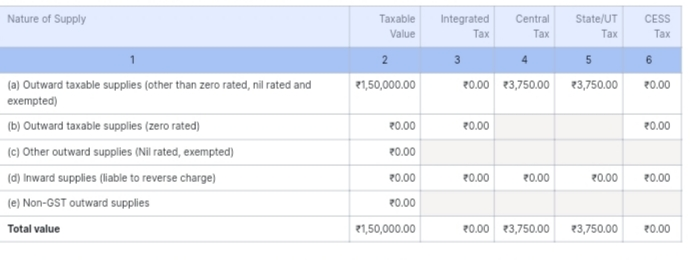 Nature of Supply Taxable Value Integrated Tax Central Tax State/UT Tax CESS Tax
1 2 3 4 5 6
(a) Outward taxable supplies (other than zero rated, nil rated and exempted) ₹1,50,000.00 ₹0.00 ₹3,750.00 ₹3,750.00 ₹0.00
(b) Outward taxable supplies (zero rated) ₹0.00 ₹0.00 ₹0.00
(c) Other outward supplies (Nil rated, exempted) ₹0.00
(d) Inward supplies (liable to reverse charge) ₹0.00 ₹0.00 ₹0.00 ₹0.00 ₹0.00
(e) Non-GST outward supplies ₹0.00
Total value ₹1,50,000.00 ₹0.00 ₹3,750.00 ₹3,750.00 ₹0.00